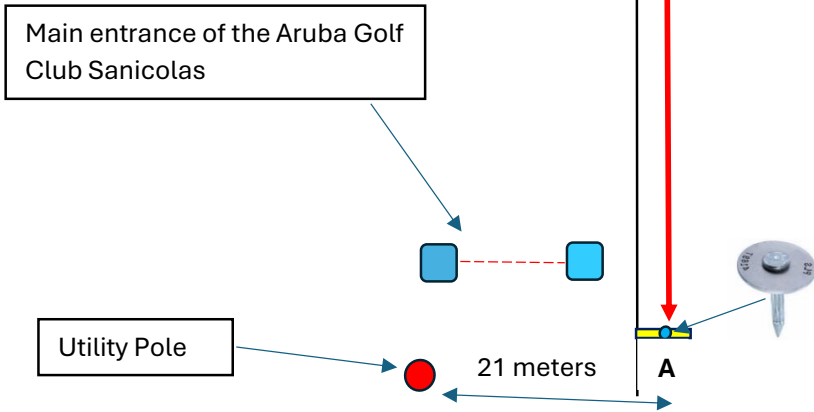 Main entrance of the Aruba Golf
Club Sanicolas
Utility Pole
21 meters
A